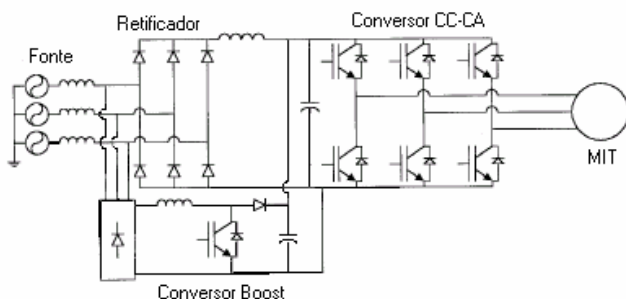 Retificador
Conversor CC-CA
Fonte
MIT
Conversor Boost